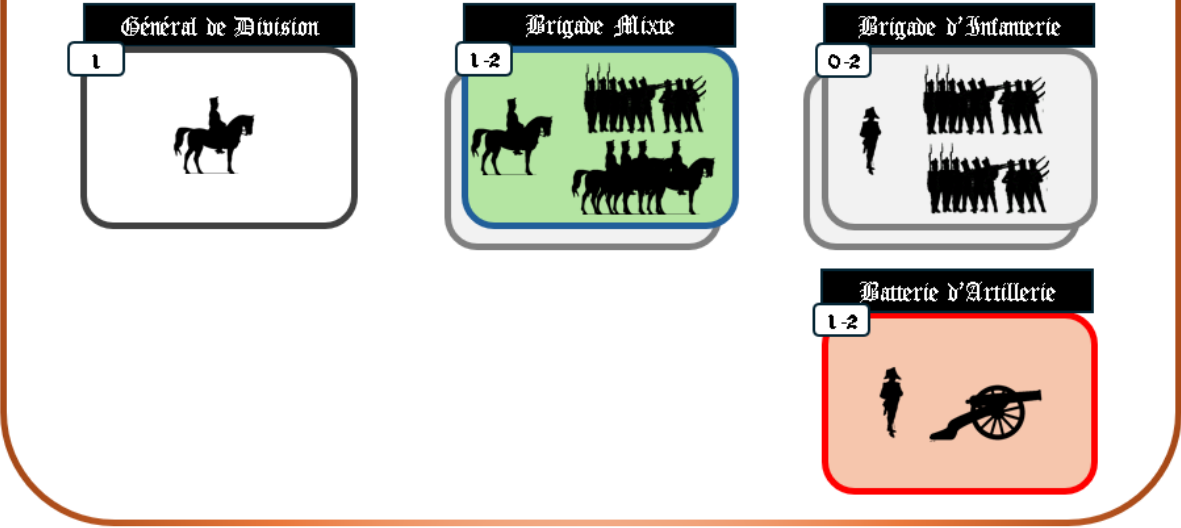 Général de Division
1
Brigade Mixte
1-2
Brigade d'Infanterie
0-2
Batterie d'Artillerie
1-2